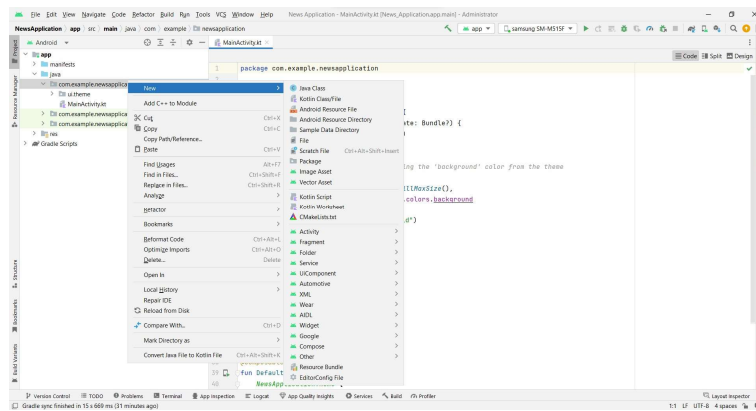 File Edit View Navigate Code Refactor Build Run Tools VCS Window Help News Application - MainActivity.kt [News_Application.app.main] - Administrator
NewsApplication app src main java com example newsapplication app samsung SM-M515F
Android MainActivity.kt
Code Split Design
Project
Resource Manager
Structure
Bookmarks
Build Variants
app
manifests
java
com.example.newsapplica
ui.theme
MainActivity.kt
com.example.newsapplica
com.example.newsapplica
res
Gradle Scripts
1 package com.example.newsapplication
New
Add C++ to Module
Cut Ctrl+X
Copy Ctrl+C
Copy Path/Reference...
Paste Ctrl+V
Find Usages Alt+F7
Find in Files... Ctrl+Shift+F
Replace in Files... Ctrl+Shift+R
Analyze
Refactor
Bookmarks
Reformat Code Ctrl+Alt+L
Optimize Imports Ctrl+Alt+O
Delete... Delete
Open In
Local History
Repair IDE
Reload from Disk
Compare With... Ctrl+D
Mark Directory as
Convert Java File to Kotlin File Ctrl+Alt+Shift+K
Java Class
Kotlin Class/File
Android Resource File
Android Resource Directory
Sample Data Directory
File
Scratch File Ctrl+Alt+Shift+Insert
Package
Image Asset
Vector Asset
Kotlin Script
Kotlin Worksheet
CMakeLists.txt
Activity
Fragment
Folder
Service
UiComponent
Automotive
XML
Wear
AIDL
Widget
Google
Compose
Other
Resource Bundle
EditorConfig File
ate: Bundle?) {
ing the 'background' color from the theme
illMaxSize(),
.colors.background
d")
39 fun Default
40
Version Control TODO Problems Terminal App Inspection Logcat App Quality Insights Services Build Profiler Layout Inspector
Gradle sync finished in 15 s 669 ms (31 minutes ago) 1:1 LF UTF-8 4 spaces